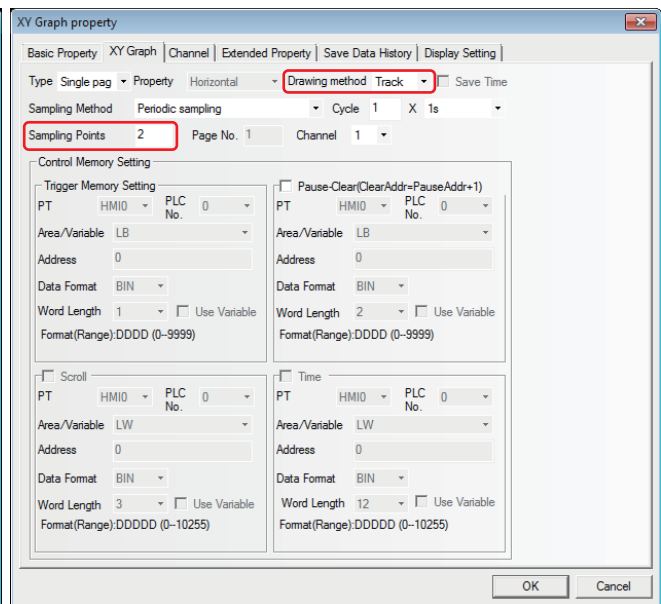 XY Graph property
Basic Property XY Graph Channel Extended Property Save Data History Display Setting
Type Single pag Property Horizontal Drawing method Track Save Time
Sampling Method Periodic sampling Cycle 1 X 1s
Sampling Points 2 Page No. 1 Channel 1
Control Memory Setting
Trigger Memory Setting
PT HMI0 PLC No. 0
Area/Variable LB
Address 0
Data Format BIN
Word Length 1 Use Variable
Format(Range):DDDD (0--9999)
Pause-Clear(ClearAddr=PauseAddr+1)
PT HMI0 PLC No. 0
Area/Variable LB
Address 0
Data Format BIN
Word Length 2 Use Variable
Format(Range):DDDD (0--9999)
Scroll
PT HMI0 PLC No. 0
Area/Variable LW
Address 0
Data Format BIN
Word Length 3 Use Variable
Format(Range):DDDDD (0--10255)
Time
PT HMI0 PLC No. 0
Area/Variable LW
Address 0
Data Format BIN
Word Length 12 Use Variable
Format(Range):DDDDD (0--10255)
OK Cancel